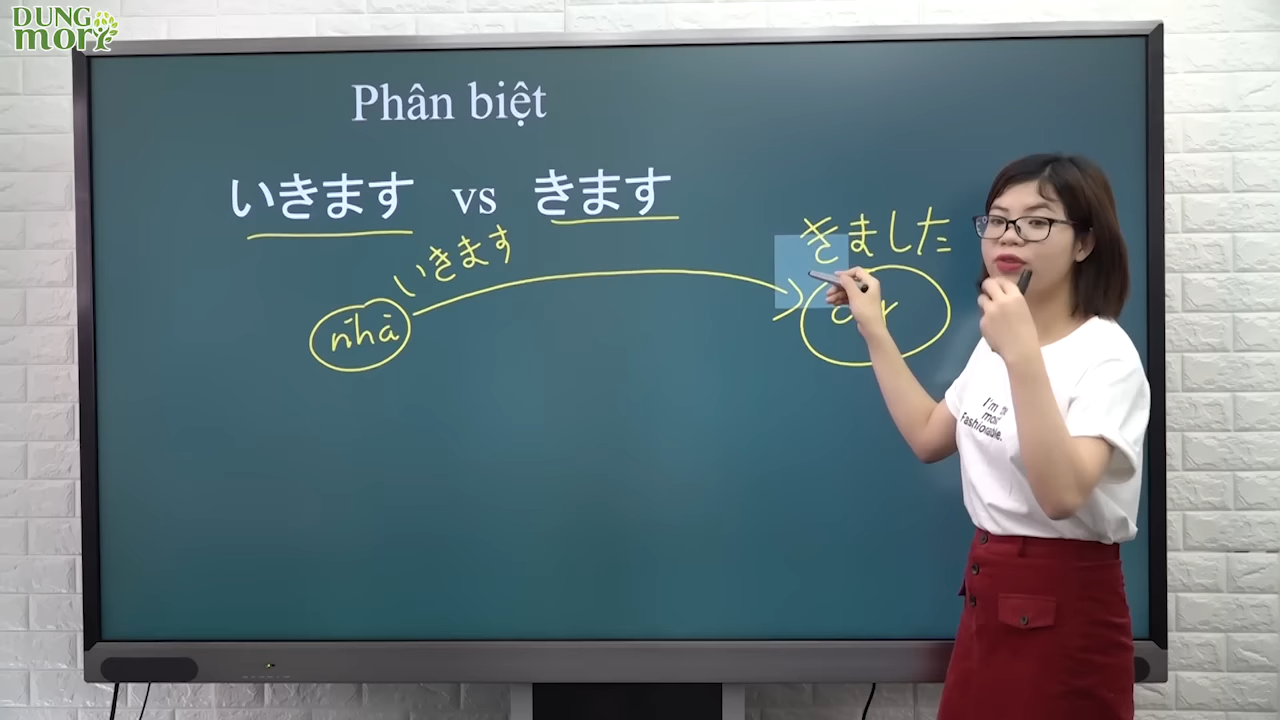 DUNG
mori
Phân biệt
いきます vs きます
いきます
きました
nhà
I'm
Fashionable.